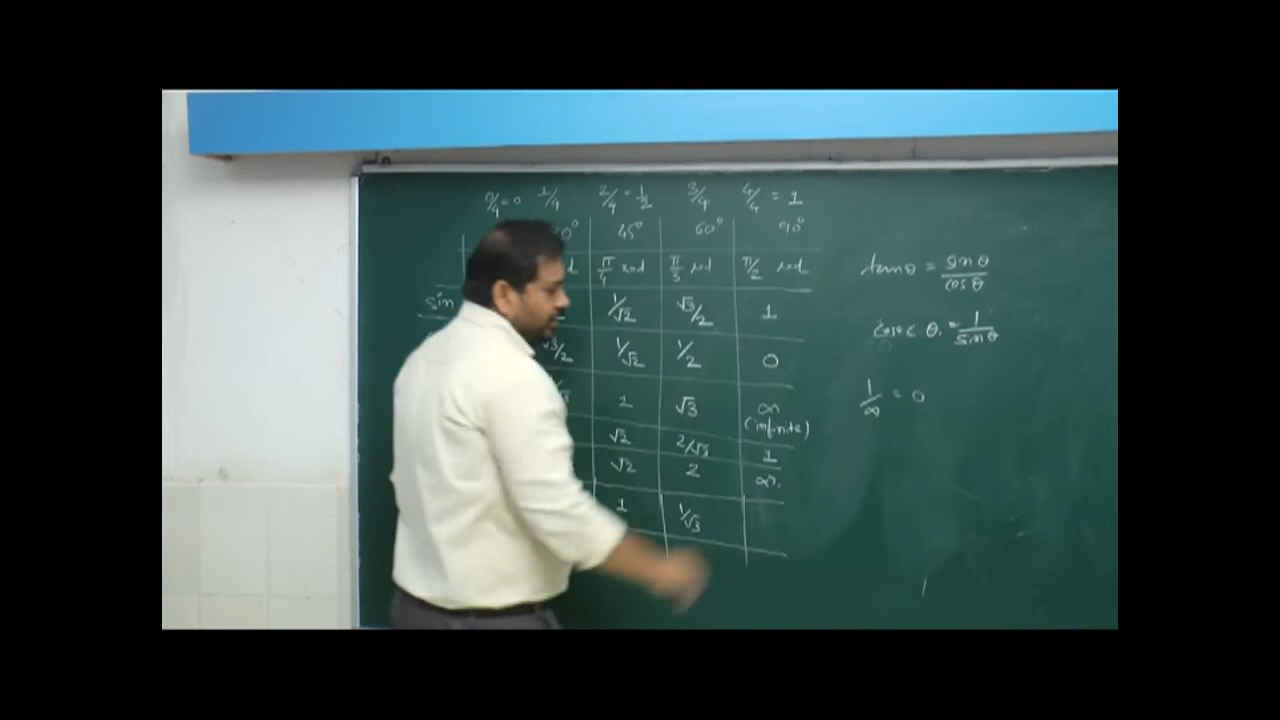 0/4 = 0 1/4 2/4 = 1/2 3/4 4/4 = 1
0° 45° 60° 90°
d π/4 rad π/3 rad π/2 rad
sin 1/√2 √3/2 1
√3/2 1/√2 1/2 0
1 √3 ∞
(infinite)
√2 2/√3 1
√2 2 ∞.
1 1/√3
tanθ = sinθ/cosθ
cosec θ = 1/sinθ
1/∞ = 0